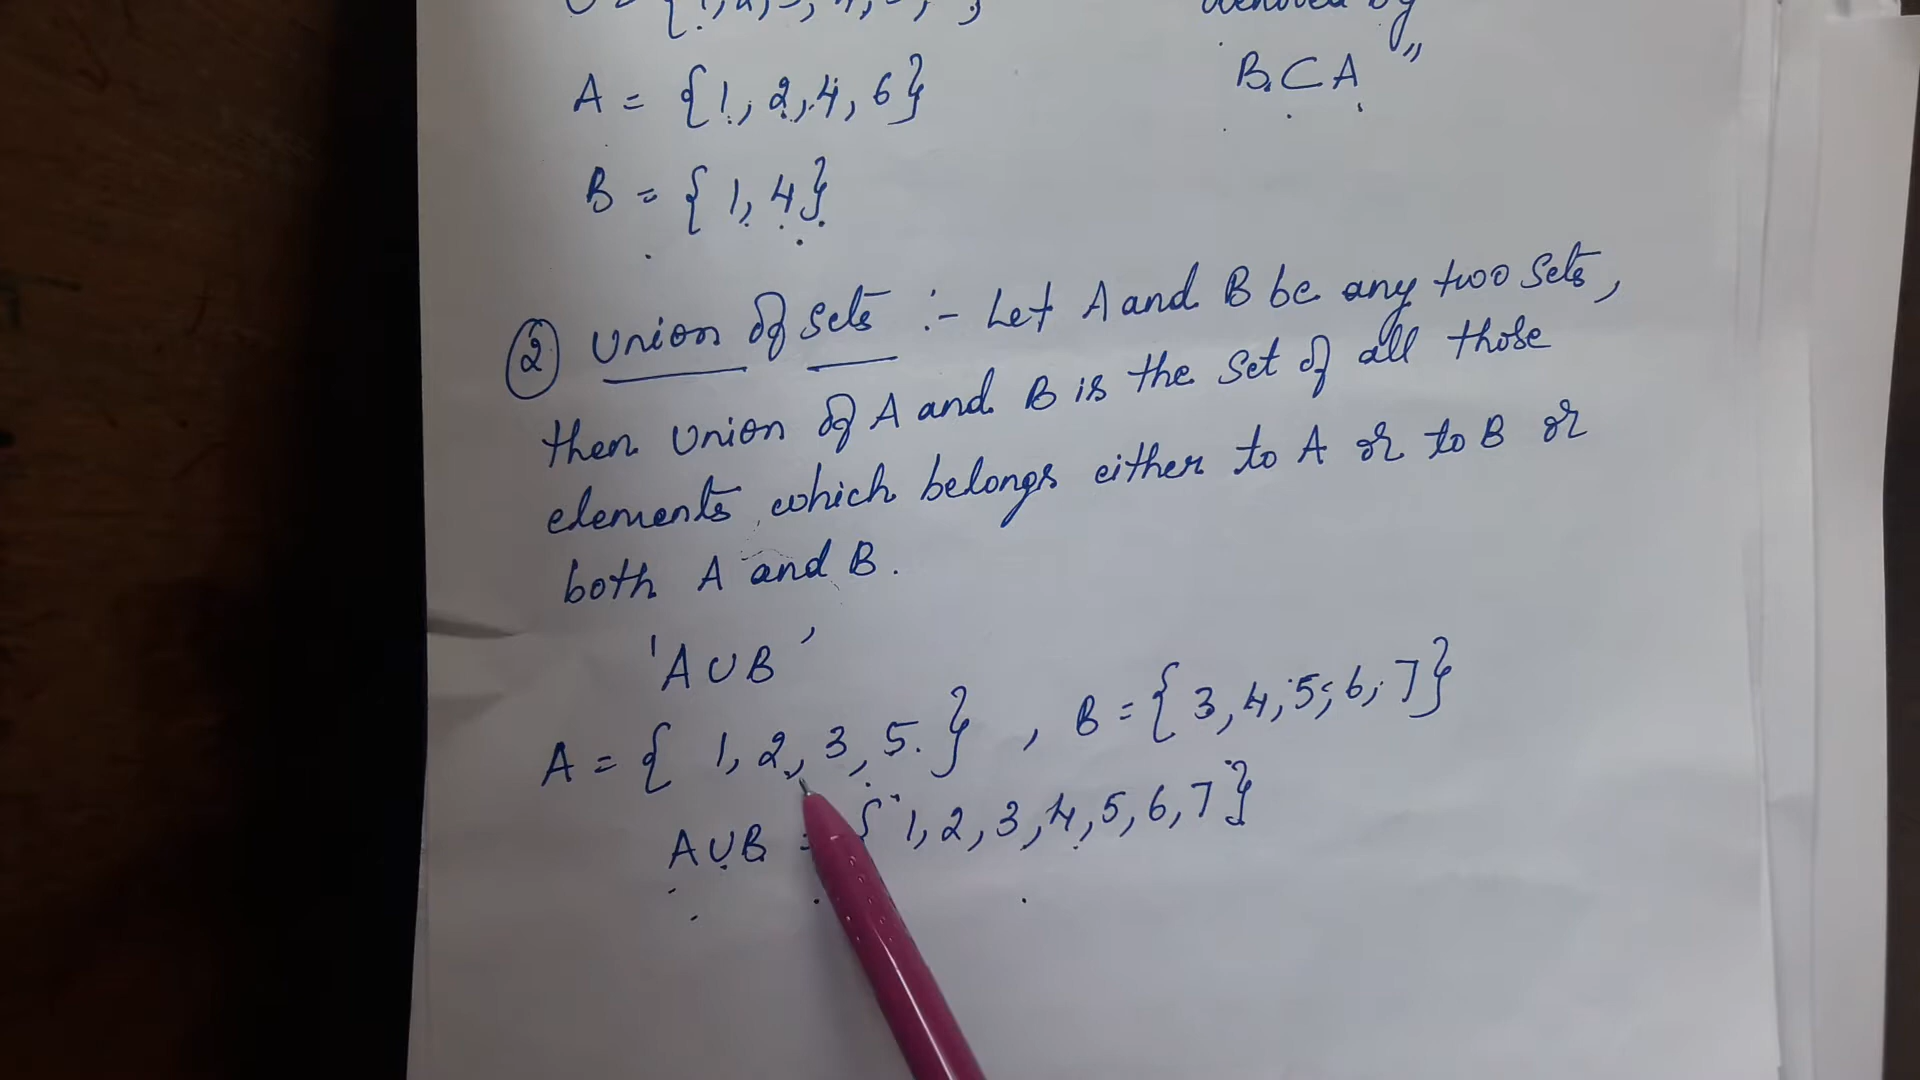 A = {1, 2, 4, 6}
B ⊂ A "
B = {1, 4}
② Union of sets :- Let A and B be any two sets,
then union of A and B is the set of all those
elements which belongs either to A or to B or
both A and B.
'A∪B'
A = { 1, 2, 3, 5. } , B = {3, 4, 5, 6, 7}
A∪B = { 1, 2, 3, 4, 5, 6, 7}